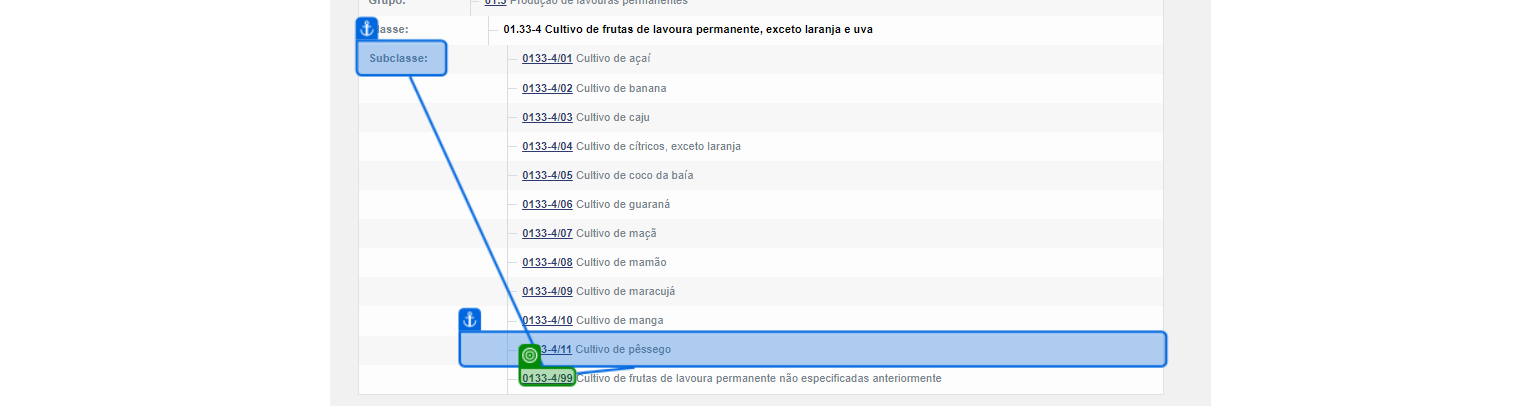 Grupo: 01.3 Produção de lavouras permanentes
lasse: 01.33-4 Cultivo de frutas de lavoura permanente, exceto laranja e uva
Subclasse: 0133-4/01 Cultivo de açaí
0133-4/02 Cultivo de banana
0133-4/03 Cultivo de caju
0133-4/04 Cultivo de cítricos, exceto laranja
0133-4/05 Cultivo de coco da baía
0133-4/06 Cultivo de guaraná
0133-4/07 Cultivo de maçã
0133-4/08 Cultivo de mamão
0133-4/09 Cultivo de maracujá
0133-4/10 Cultivo de manga
3-4/11 Cultivo de pêssego
0133-4/99 Cultivo de frutas de lavoura permanente não especificadas anteriormente